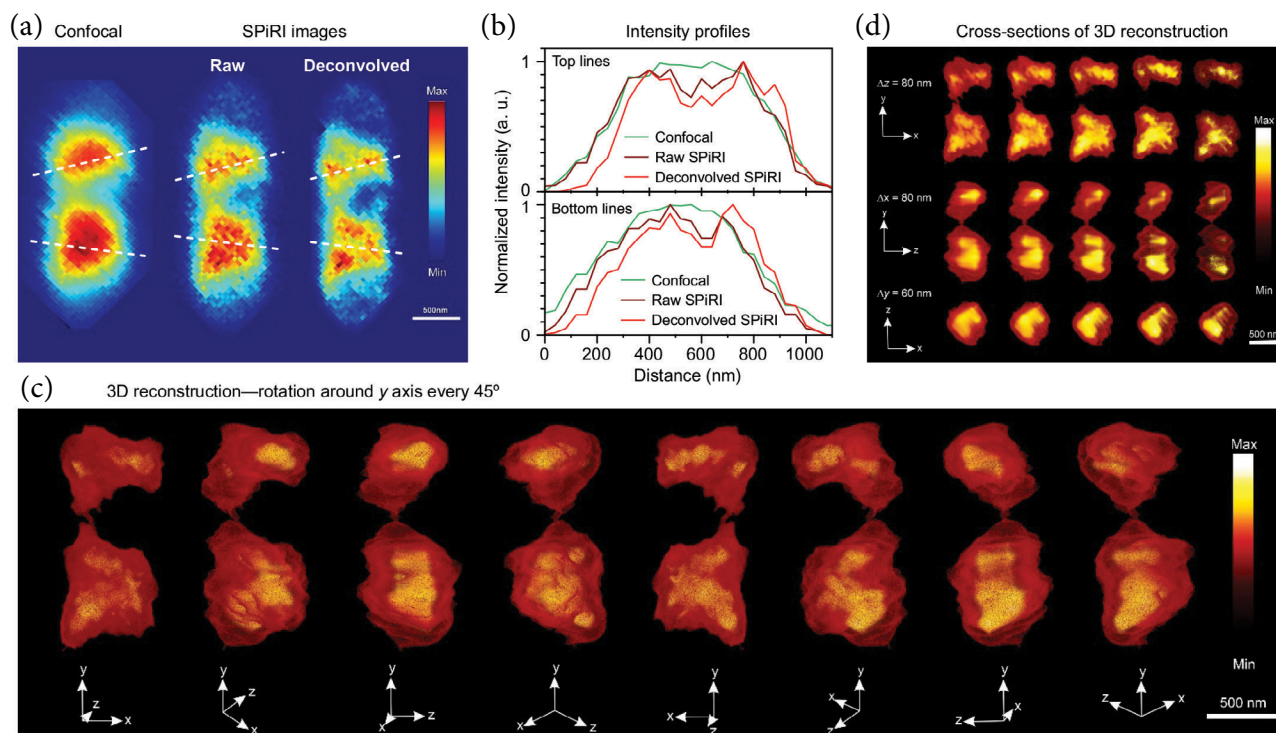 (a)
Confocal
SPiRI images
Raw
Deconvolved
Max
Min
500nm
(b)
Intensity profiles
Normalized intensity (a. u.)
1
Top lines
Confocal
Raw SPiRI
Deconvolved SPiRI
0
1
Bottom lines
Confocal
Raw SPiRI
Deconvolved SPiRI
0
0 200 400 600 800 1000
Distance (nm)
(d)
Cross-sections of 3D reconstruction
Δz = 80 nm
y
x
Δx = 80 nm
y
z
Δy = 60 nm
z
x
Max
Min
500 nm
(c)
3D reconstruction—rotation around y axis every 45º
Max
Min
y
z
x
y
z
x
y
z
x
y
x
z
y
x
z
y
x
z
y
x
z
y
z
x
500 nm